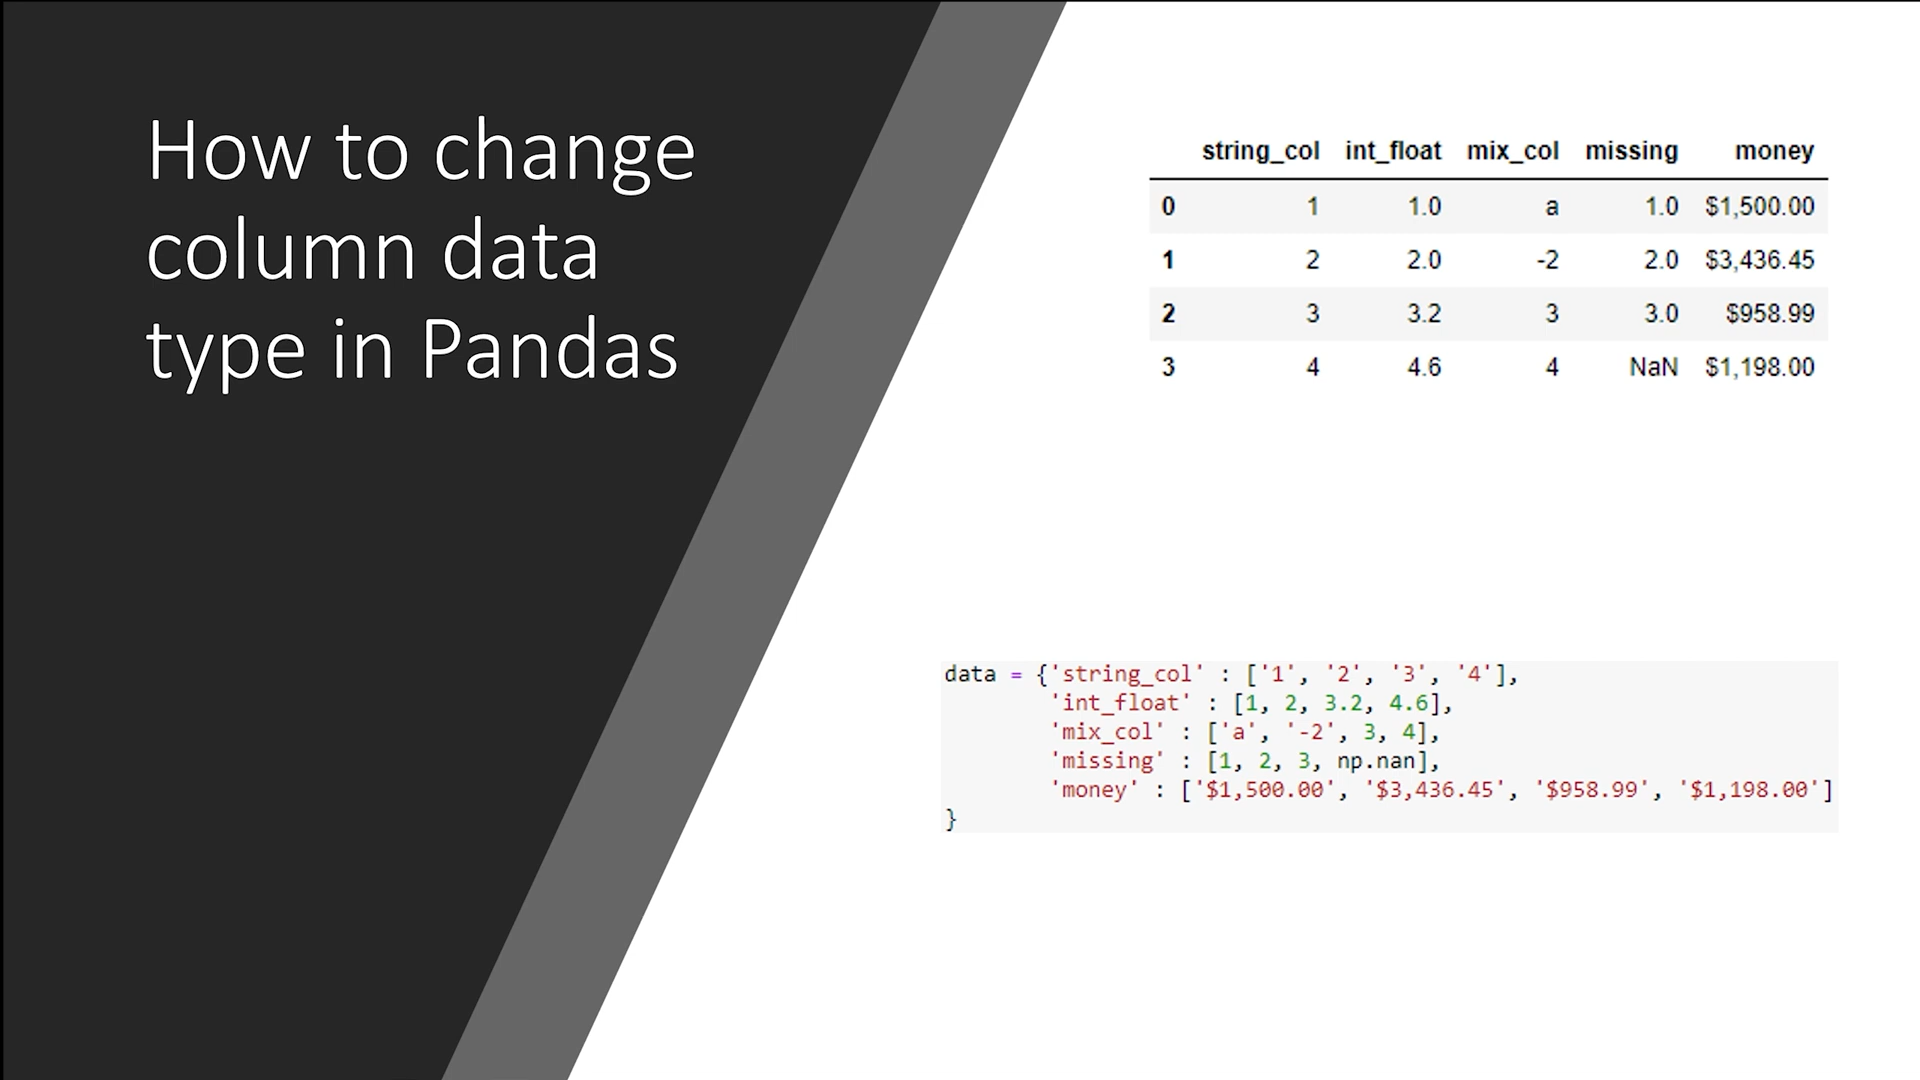 How to change
column data
type in Pandas
string_col int_float mix_col missing money
0 1 1.0 a 1.0 $1,500.00
1 2 2.0 -2 2.0 $3,436.45
2 3 3.2 3 3.0 $958.99
3 4 4.6 4 NaN $1,198.00
data = {'string_col' : ['1', '2', '3', '4'],
'int_float' : [1, 2, 3.2, 4.6],
'mix_col' : ['a', '-2', 3, 4],
'missing' : [1, 2, 3, np.nan],
'money' : ['$1,500.00', '$3,436.45', '$958.99', '$1,198.00']
}